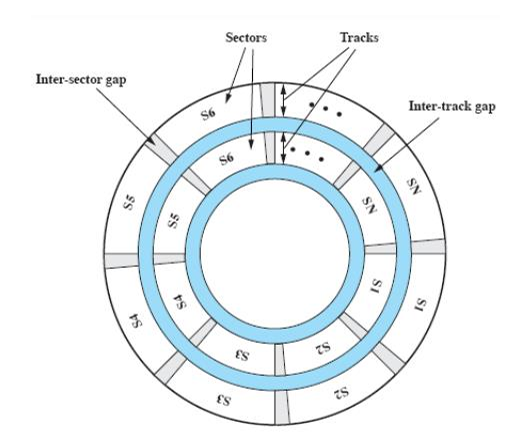 Sectors
Tracks
Inter-sector gap
Inter-track gap
S6
• • •
S6
• • •
SN
SN
S5
S5
S4
S4
S1
S1
S3
S2
S3
S2